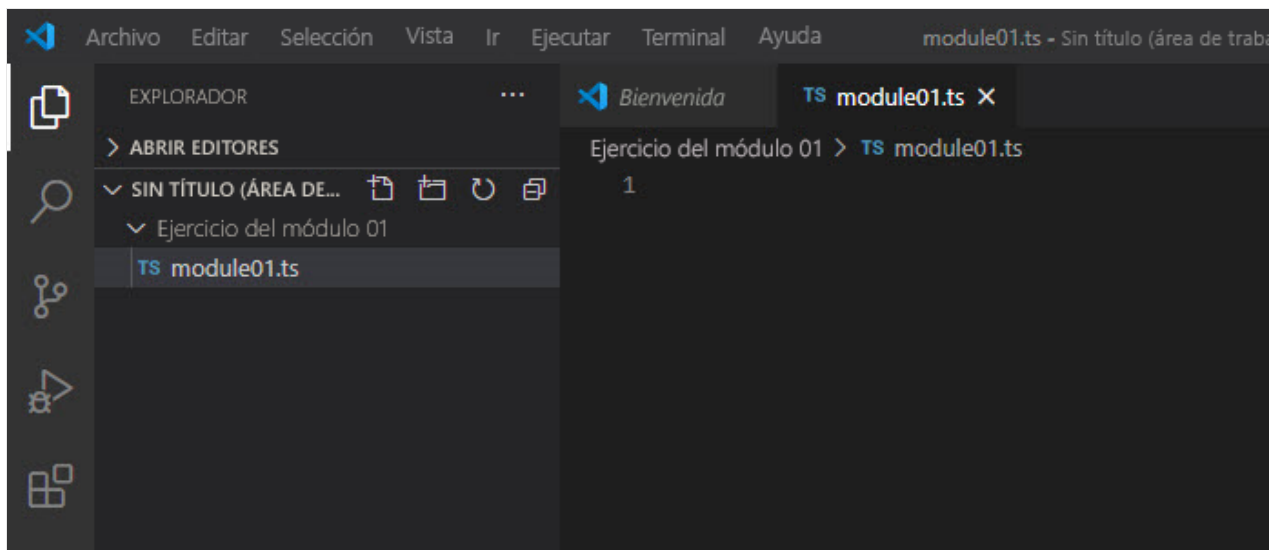 Archivo Editar Selección Vista Ir Ejecutar Terminal Ayuda module01.ts - Sin título (área de
EXPLORADOR ...
ABRIR EDITORES
SIN TÍTULO (ÁREA DE...
Ejercicio del módulo 01
TS module01.ts
Bienvenida TS module01.ts
Ejercicio del módulo 01 > TS module01.ts
1